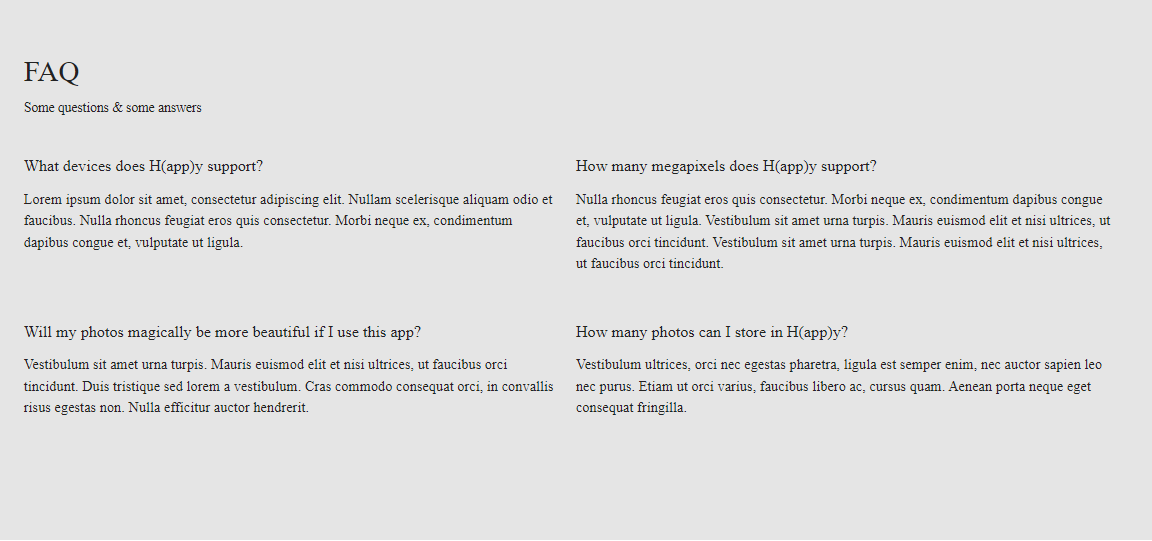 FAQ
Some questions & some answers
What devices does H(app)y support?
Lorem ipsum dolor sit amet, consectetur adipiscing elit. Nullam scelerisque aliquam odio et
faucibus. Nulla rhoncus feugiat eros quis consectetur. Morbi neque ex, condimentum
dapibus congue et, vulputate ut ligula.
How many megapixels does H(app)y support?
Nulla rhoncus feugiat eros quis consectetur. Morbi neque ex, condimentum dapibus congue
et, vulputate ut ligula. Vestibulum sit amet urna turpis. Mauris euismod elit et nisi ultrices, ut
faucibus orci tincidunt. Vestibulum sit amet urna turpis. Mauris euismod elit et nisi ultrices,
ut faucibus orci tincidunt.
Will my photos magically be more beautiful if I use this app?
Vestibulum sit amet urna turpis. Mauris euismod elit et nisi ultrices, ut faucibus orci
tincidunt. Duis tristique sed lorem a vestibulum. Cras commodo consequat orci, in convallis
risus egestas non. Nulla efficitur auctor hendrerit.
How many photos can I store in H(app)y?
Vestibulum ultrices, orci nec egestas pharetra, ligula est semper enim, nec auctor sapien leo
nec purus. Etiam ut orci varius, faucibus libero ac, cursus quam. Aenean porta neque eget
consequat fringilla.